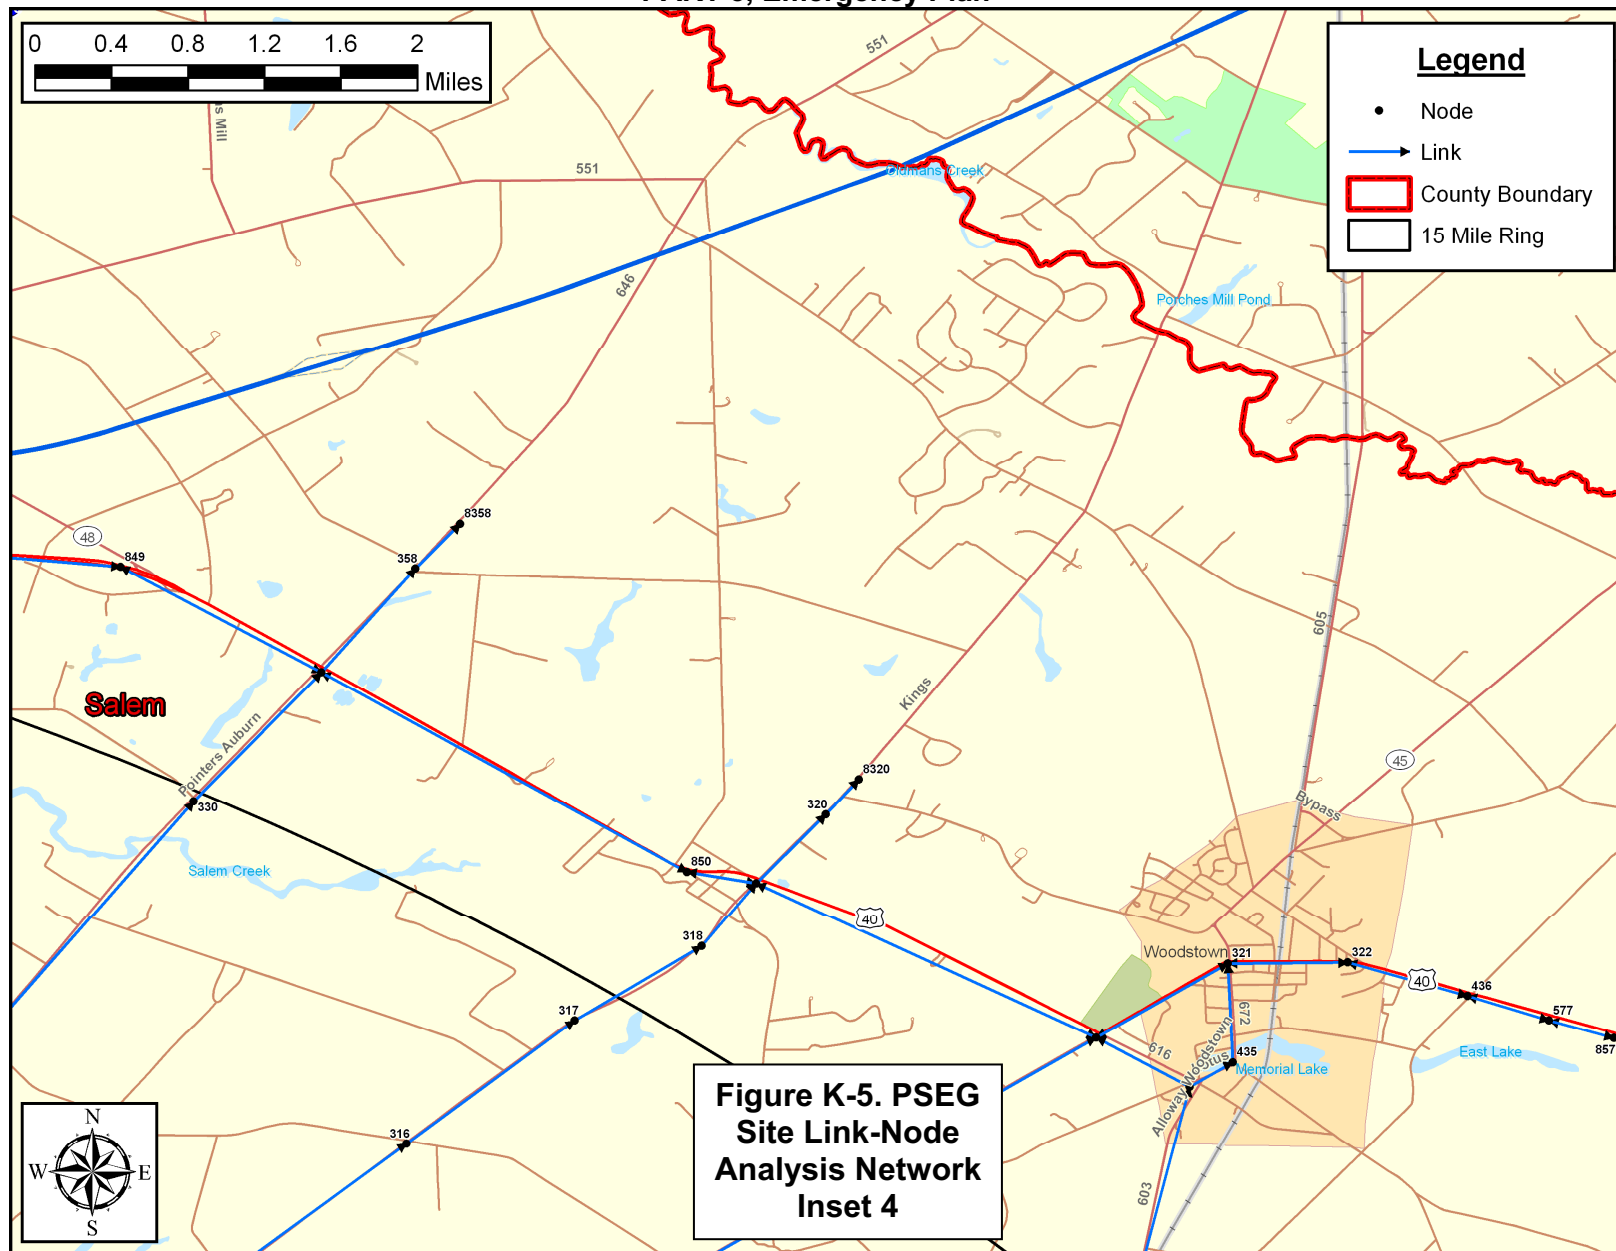 0 0.4 0.8 1.2 1.6 2
Miles
Legend
Node
Link
County Boundary
15 Mile Ring
551
551
Oldmans Creek
646
Porches Mill Pond
48
849
8358
358
605
Salem
Pointers Auburn
330
Kings
8320
320
45
Bypass
Salem Creek
850
40
318
Woodstown
321
322
40
436
577
857
317
672
616
435
Memorial Lake
East Lake
Alloway Woodstown
316
603
Figure K-5. PSEG
Site Link-Node
Analysis Network
Inset 4
N
W E
S